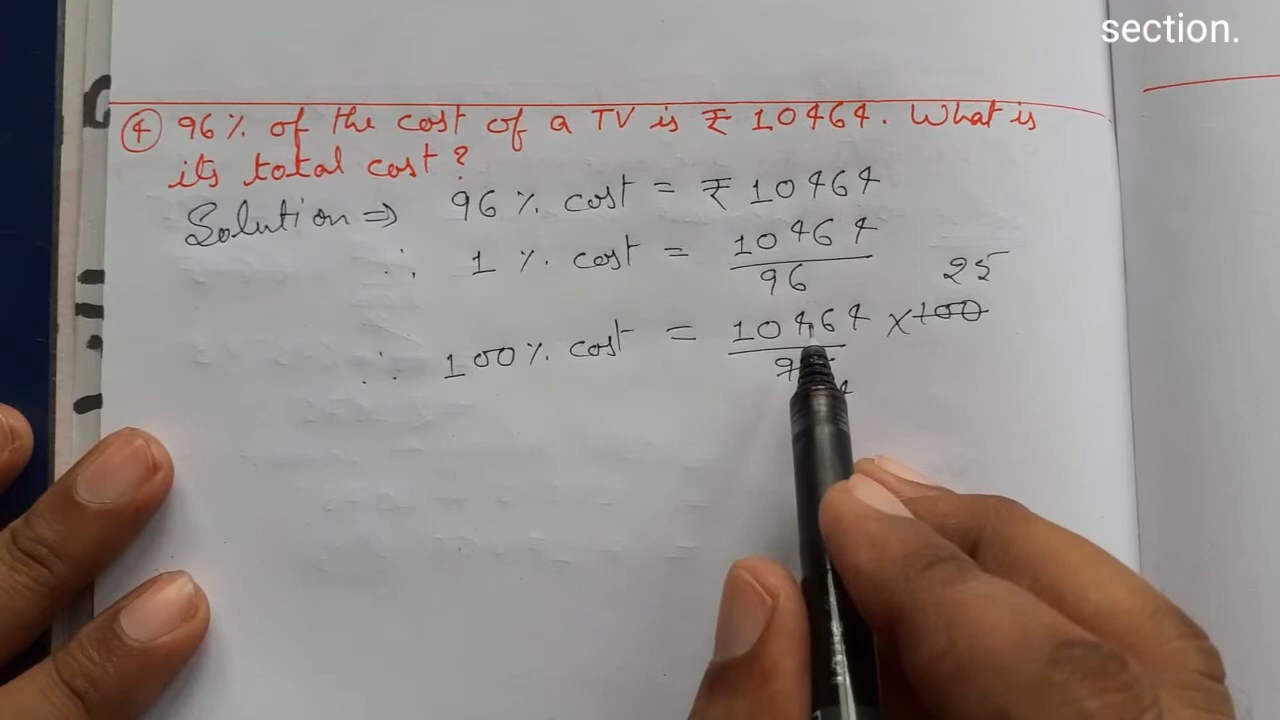 section.
④ 96% of the cost of a TV is ₹ 10464. What is
its total cost?
Solution ⇒ 96% cost = ₹ 10464
∴ 1% cost = 10464
96
25
∴ 100% cost = 10464 × 100